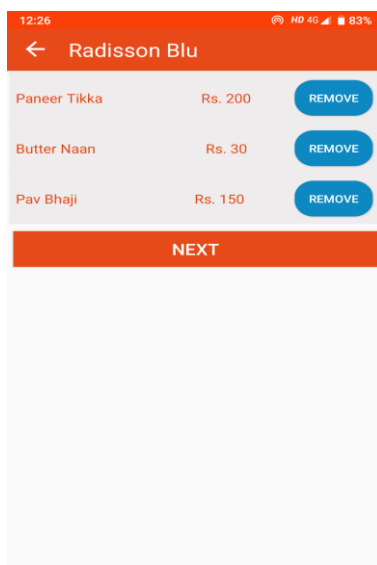 12:26 HD 4G 83%
Radisson Blu
Paneer Tikka Rs. 200 REMOVE
Butter Naan Rs. 30 REMOVE
Pav Bhaji Rs. 150 REMOVE
NEXT